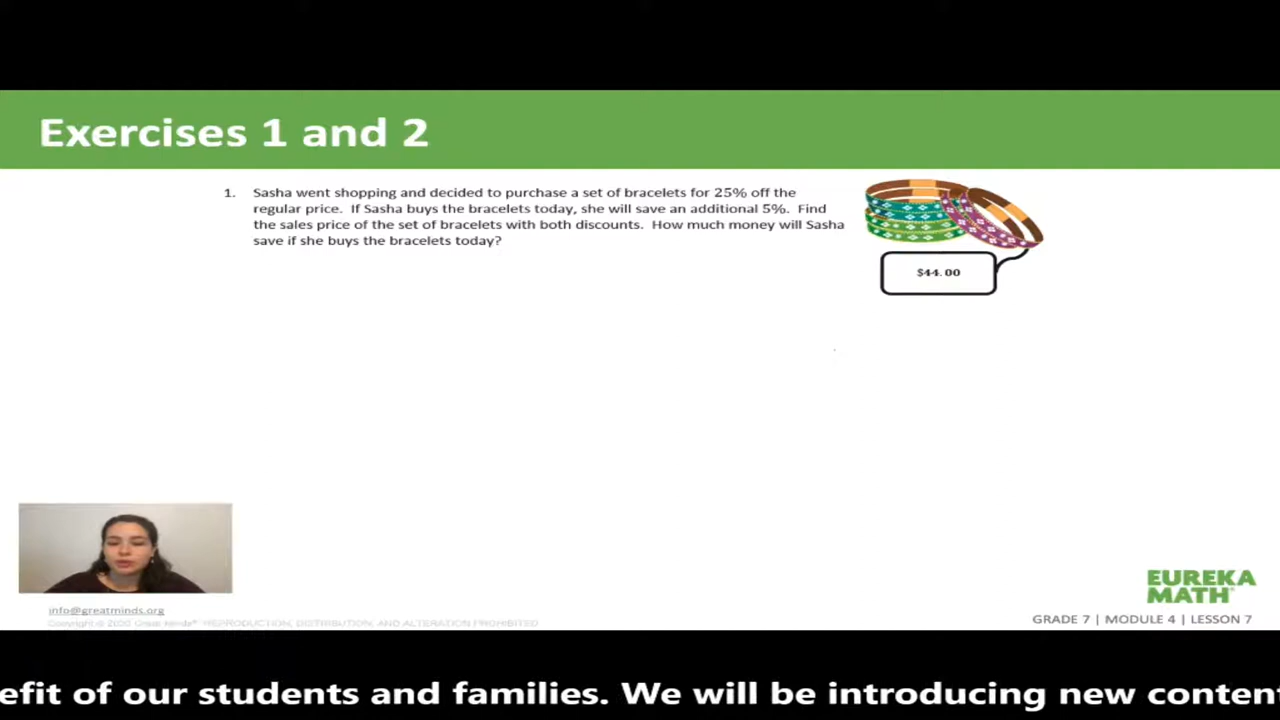 Exercises 1 and 2
1. Sasha went shopping and decided to purchase a set of bracelets for 25% off the
regular price. If Sasha buys the bracelets today, she will save an additional 5%. Find
the sales price of the set of bracelets with both discounts. How much money will Sasha
save if she buys the bracelets today?
$44.00
EUREKA
MATH
info@greatminds.org
Copyright © 2020 Great Minds® REPRODUCTION, DISTRIBUTION, AND ALTERATION PROHIBITED
GRADE 7 | MODULE 4 | LESSON 7
efit of our students and families. We will be introducing new conten